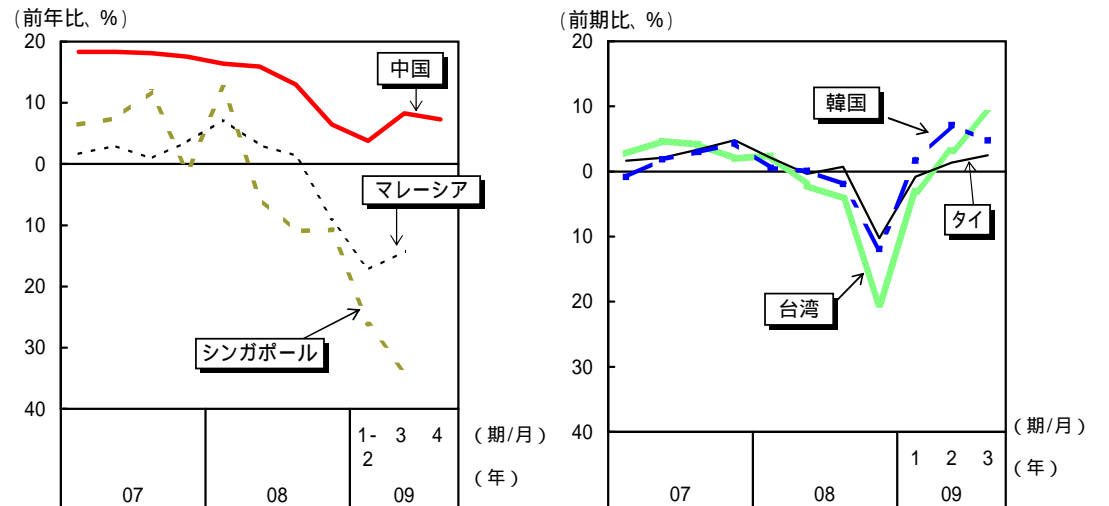 (前年比、%)
20
10
0
10
20
30
40
中国
マレーシア
シンガポール
1-2 3 4 (期/月)
07 08 09 (年)
(前期比、%)
20
10
0
10
20
30
40
韓国
タイ
台湾
1 2 3 (期/月)
07 08 09 (年)